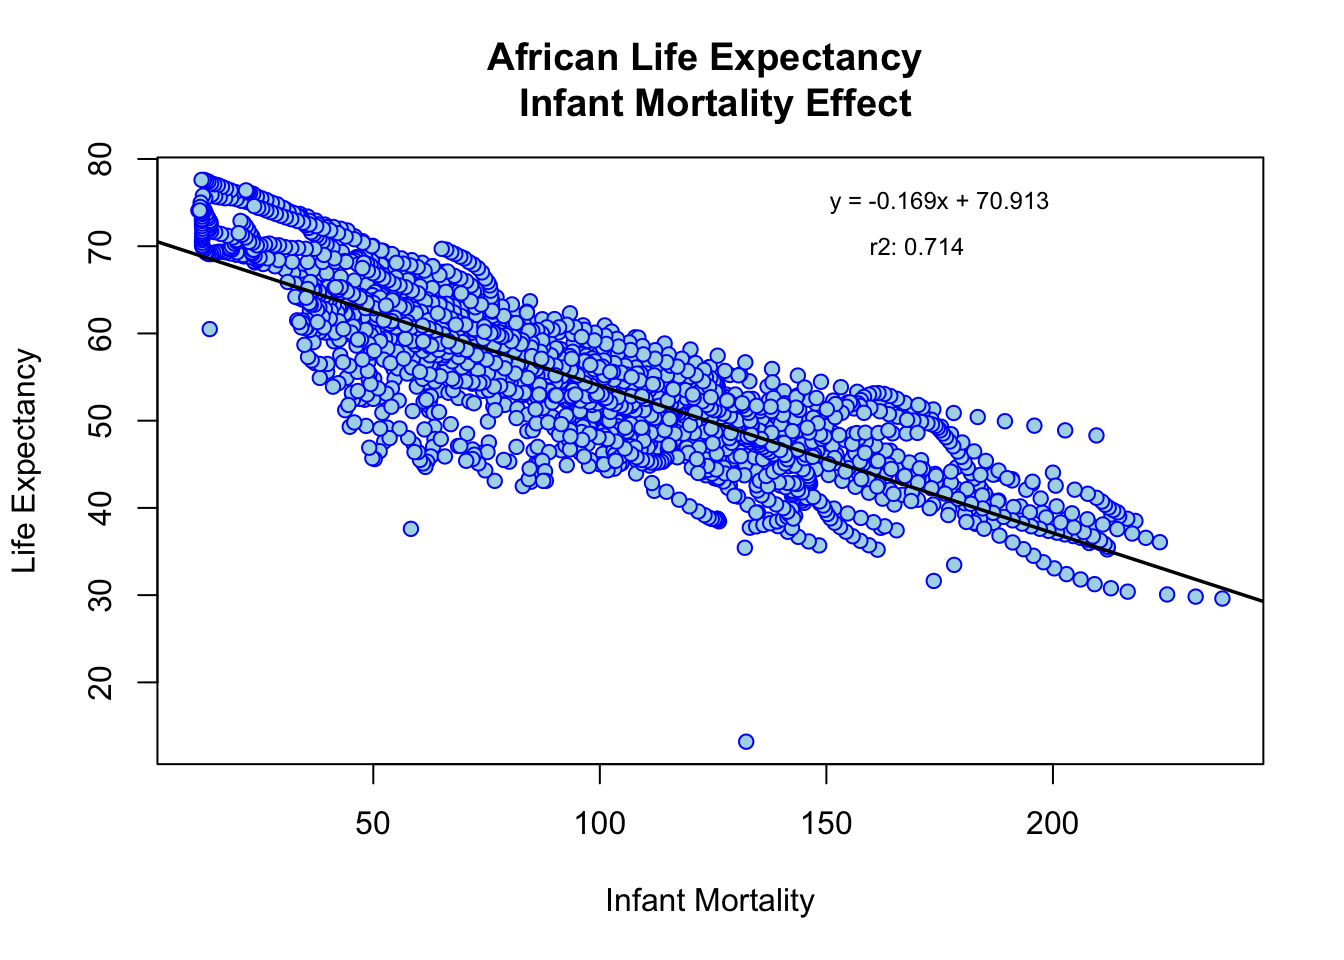 African Life Expectancy
Infant Mortality Effect
y = -0.169x + 70.913
r2: 0.714
Life Expectancy
80
70
60
50
40
30
20
50 100 150 200
Infant Mortality